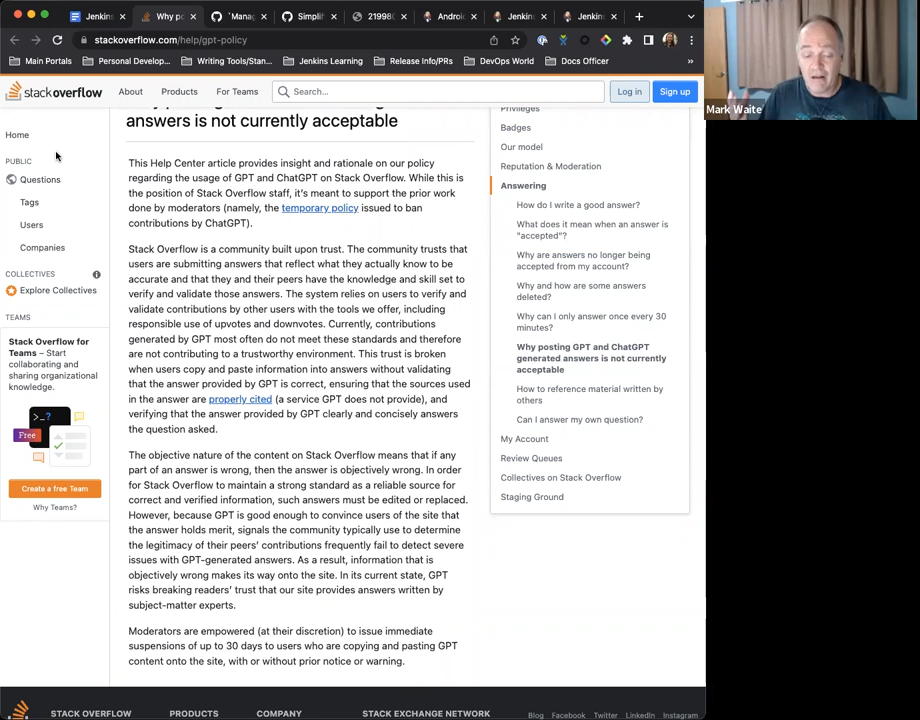 Jenkins
Why po
'Manag
Simplif
219980
Android
Jenkins
Jenkins
stackoverflow.com/help/gpt-policy
Main Portals
Personal Develop...
Writing Tools/Stan...
Jenkins Learning
Release Info/PRs
DevOps World
Docs Officer
stackoverflow
About
Products
For Teams
Search...
Log in
Sign up
Mark Waite
Home
PUBLIC
Questions
Tags
Users
Companies
COLLECTIVES
Explore Collectives
TEAMS
Stack Overflow for
Teams – Start
collaborating and
sharing organizational
knowledge.
>_?
Free
Create a free Team
Why Teams?
answers is not currently acceptable
This Help Center article provides insight and rationale on our policy
regarding the usage of GPT and ChatGPT on Stack Overflow. While this is
the position of Stack Overflow staff, it's meant to support the prior work
done by moderators (namely, the temporary policy issued to ban
contributions by ChatGPT).
Stack Overflow is a community built upon trust. The community trusts that
users are submitting answers that reflect what they actually know to be
accurate and that they and their peers have the knowledge and skill set to
verify and validate those answers. The system relies on users to verify and
validate contributions by other users with the tools we offer, including
responsible use of upvotes and downvotes. Currently, contributions
generated by GPT most often do not meet these standards and therefore
are not contributing to a trustworthy environment. This trust is broken
when users copy and paste information into answers without validating
that the answer provided by GPT is correct, ensuring that the sources used
in the answer are properly cited (a service GPT does not provide), and
verifying that the answer provided by GPT clearly and concisely answers
the question asked.
The objective nature of the content on Stack Overflow means that if any
part of an answer is wrong, then the answer is objectively wrong. In order
for Stack Overflow to maintain a strong standard as a reliable source for
correct and verified information, such answers must be edited or replaced.
However, because GPT is good enough to convince users of the site that
the answer holds merit, signals the community typically use to determine
the legitimacy of their peers' contributions frequently fail to detect severe
issues with GPT-generated answers. As a result, information that is
objectively wrong makes its way onto the site. In its current state, GPT
risks breaking readers' trust that our site provides answers written by
subject-matter experts.
Moderators are empowered (at their discretion) to issue immediate
suspensions of up to 30 days to users who are copying and pasting GPT
content onto the site, with or without prior notice or warning.
Privileges
Badges
Our model
Reputation & Moderation
Answering
How do I write a good answer?
What does it mean when an answer is
"accepted"?
Why are answers no longer being
accepted from my account?
Why and how are some answers
deleted?
Why can I only answer once every 30
minutes?
Why posting GPT and ChatGPT
generated answers is not currently
acceptable
How to reference material written by
others
Can I answer my own question?
My Account
Review Queues
Collectives on Stack Overflow
Staging Ground
STACK OVERFLOW
PRODUCTS
COMPANY
STACK EXCHANGE NETWORK
Blog
Facebook
Twitter
LinkedIn
Instagram